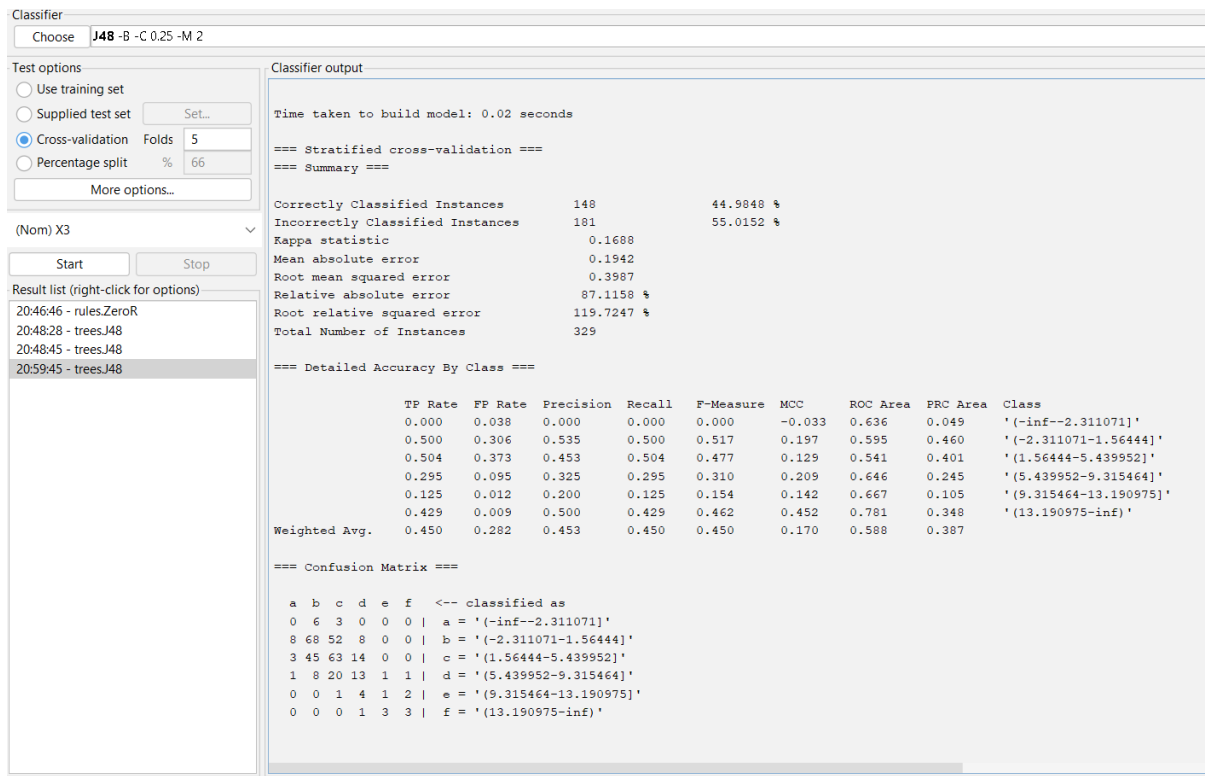 Classifier
Choose J48 -B -C 0.25 -M 2
Test options
Use training set
Supplied test set Set...
Cross-validation Folds 5
Percentage split % 66
More options...
(Nom) X3
Start Stop
Result list (right-click for options)
20:46:46 - rules.ZeroR
20:48:28 - trees.J48
20:48:45 - trees.J48
20:59:45 - trees.J48
Classifier output
Time taken to build model: 0.02 seconds
=== Stratified cross-validation ===
=== Summary ===
Correctly Classified Instances 148 44.9848 %
Incorrectly Classified Instances 181 55.0152 %
Kappa statistic 0.1688
Mean absolute error 0.1942
Root mean squared error 0.3987
Relative absolute error 87.1158 %
Root relative squared error 119.7247 %
Total Number of Instances 329
=== Detailed Accuracy By Class ===
TP Rate FP Rate Precision Recall F-Measure MCC ROC Area PRC Area Class
0.000 0.038 0.000 0.000 0.000 -0.033 0.636 0.049 '(-inf--2.311071]'
0.500 0.306 0.535 0.500 0.517 0.197 0.595 0.460 '(-2.311071-1.56444]'
0.504 0.373 0.453 0.504 0.477 0.129 0.541 0.401 '(1.56444-5.439952]'
0.295 0.095 0.325 0.295 0.310 0.209 0.646 0.245 '(5.439952-9.315464]'
0.125 0.012 0.200 0.125 0.154 0.142 0.667 0.105 '(9.315464-13.190975]'
0.429 0.009 0.500 0.429 0.462 0.452 0.781 0.348 '(13.190975-inf)'
Weighted Avg. 0.450 0.282 0.453 0.450 0.450 0.170 0.588 0.387
=== Confusion Matrix ===
a b c d e f <-- classified as
0 6 3 0 0 0 | a = '(-inf--2.311071]'
8 68 52 8 0 0 | b = '(-2.311071-1.56444]'
3 45 63 14 0 0 | c = '(1.56444-5.439952]'
1 8 20 13 1 1 | d = '(5.439952-9.315464]'
0 0 1 4 1 2 | e = '(9.315464-13.190975]'
0 0 0 1 3 3 | f = '(13.190975-inf)'